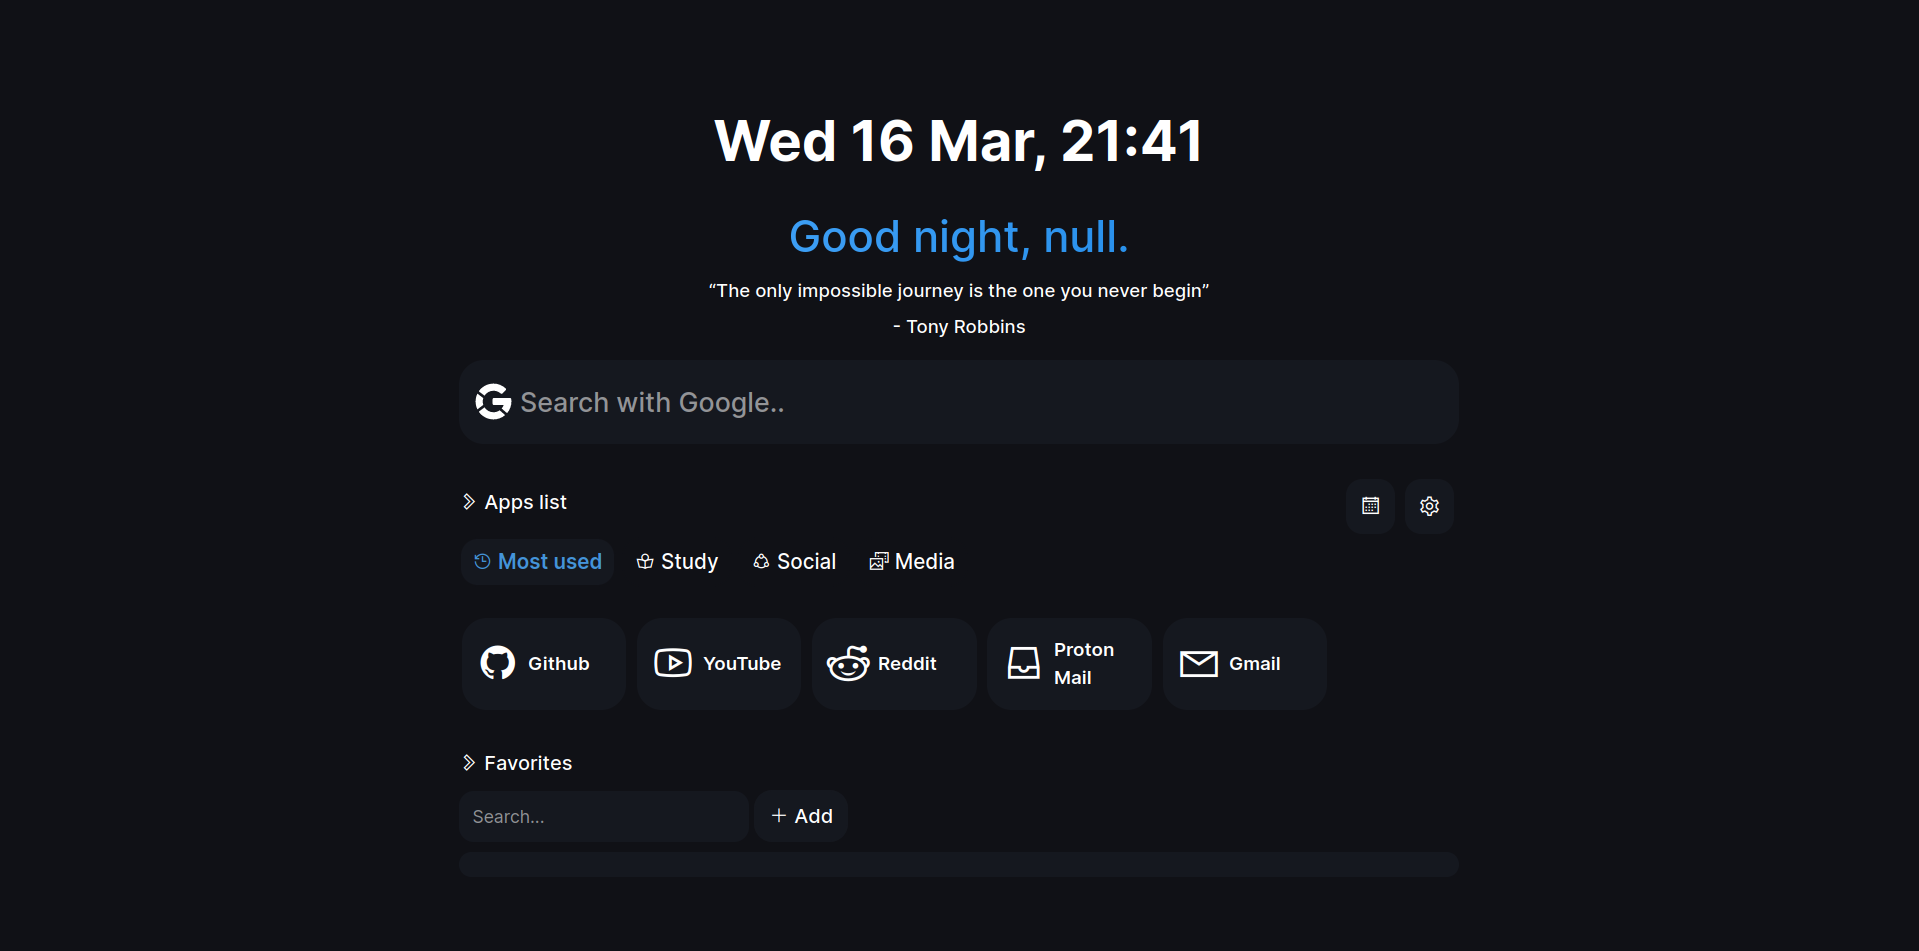 Wed 16 Mar, 21:41
Good night, null.
“The only impossible journey is the one you never begin”
- Tony Robbins
Search with Google..
Apps list
Most used
Study
Social
Media
Github
YouTube
Reddit
Proton
Mail
Gmail
Favorites
Search...
+ Add